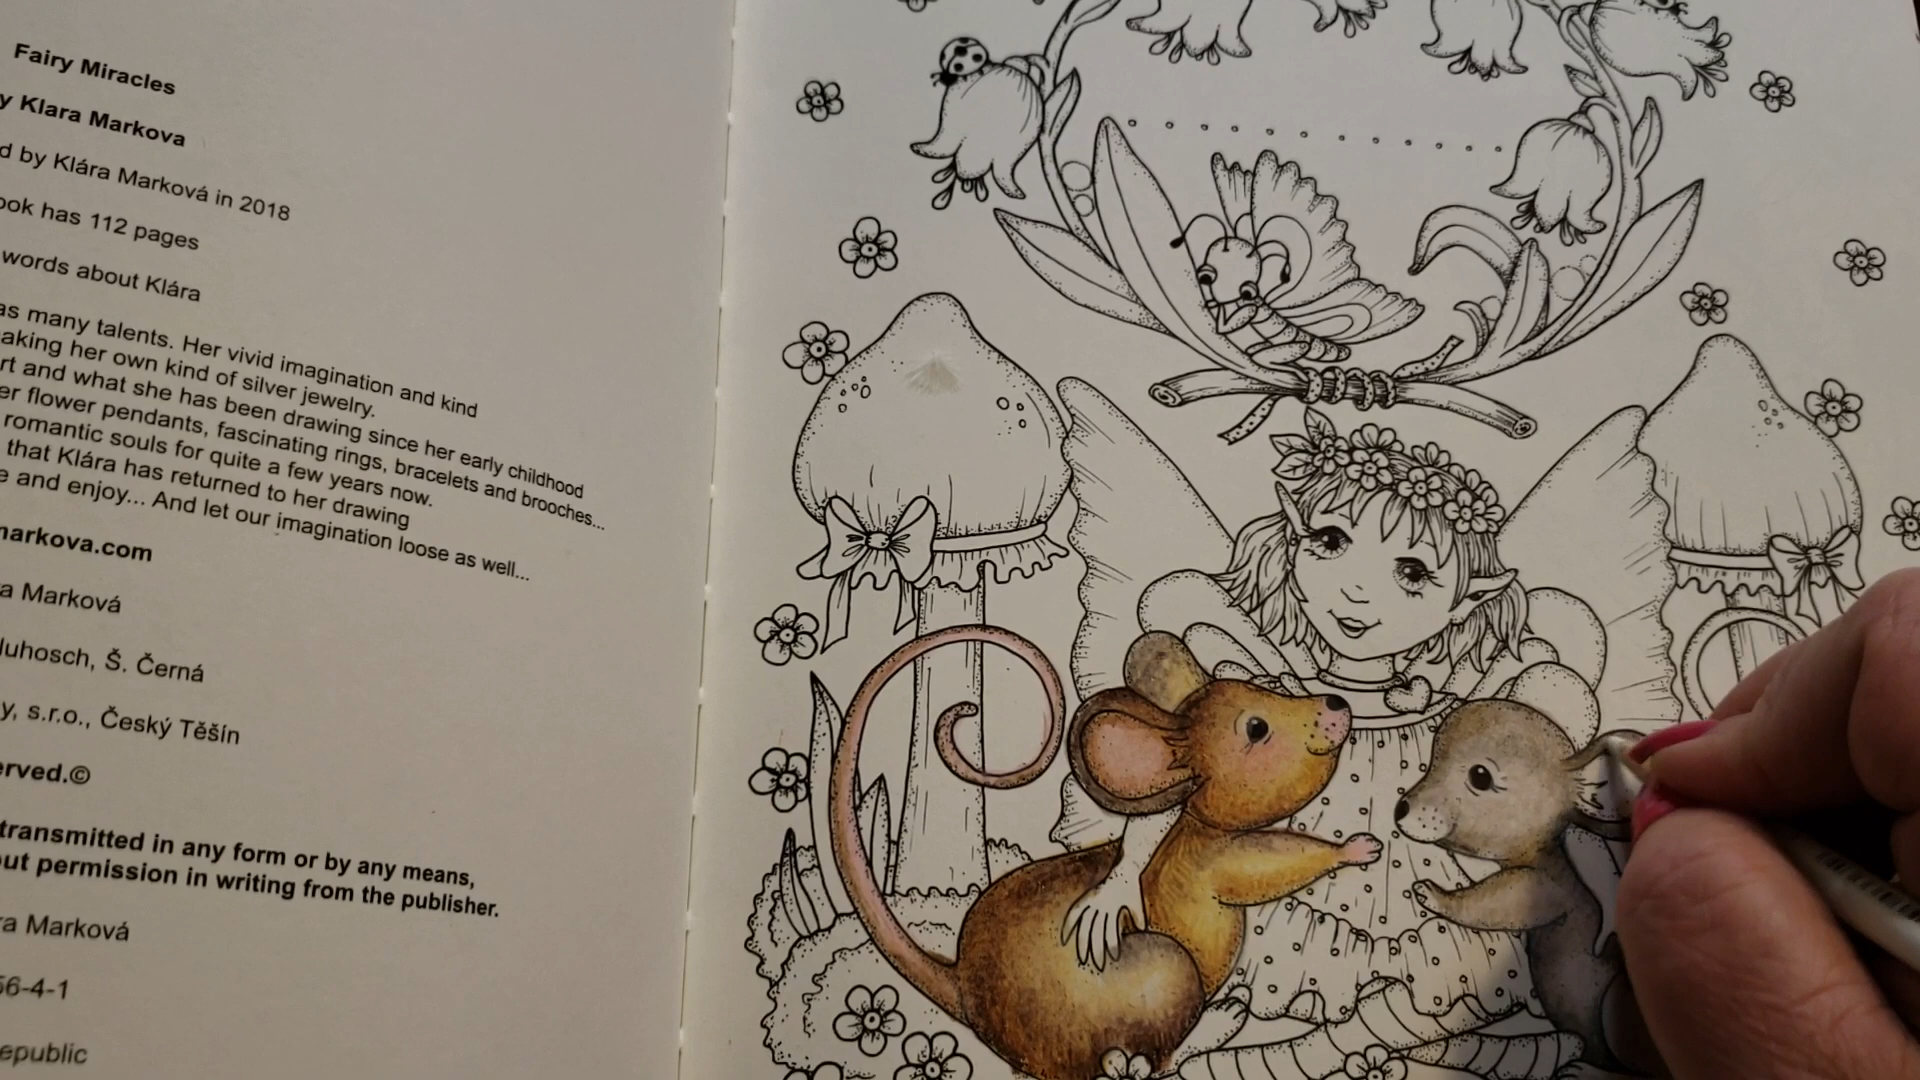 Fairy Miracles
y Klara Markova
d by Klára Marková in 2018
ook has 112 pages
words about Klára
as many talents. Her vivid imagination and kind
aking her own kind of silver jewelry.
rt and what she has been drawing since her early childhood
er flower pendants, fascinating rings, bracelets and brooches...
romantic souls for quite a few years now.
that Klára has returned to her drawing
e and enjoy... And let our imagination loose as well...
markova.com
a Marková
Juhosch, Š. Černá
y, s.r.o., Český Těšín
erved.©
transmitted in any form or by any means,
out permission in writing from the publisher.
ra Marková
56-4-1
epublic